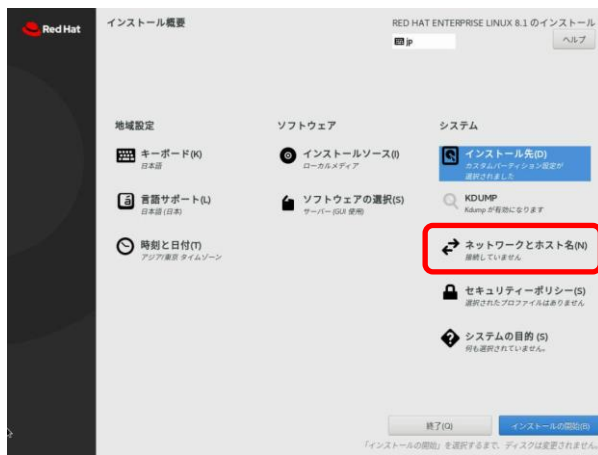 Red Hat
インストール概要
RED HAT ENTERPRISE LINUX 8.1 のインストール
jp
ヘルプ
地域設定
キーボード(K)
日本語
言語サポート(L)
日本語 (日本)
時刻と日付(T)
アジア/東京 タイムゾーン
ソフトウェア
インストールソース(I)
ローカルメディア
ソフトウェアの選択(S)
サーバー (GUI 使用)
システム
インストール先(D)
カスタムパーティション設定が
選択されました
KDUMP
Kdump が有効になります
ネットワークとホスト名(N)
接続していません
セキュリティーポリシー(S)
選択されたプロファイルはありません
システムの目的 (S)
何も選択されていません。
終了(Q)
インストールの開始(B)
「インストールの開始」を選択するまで、ディスクは変更されません。